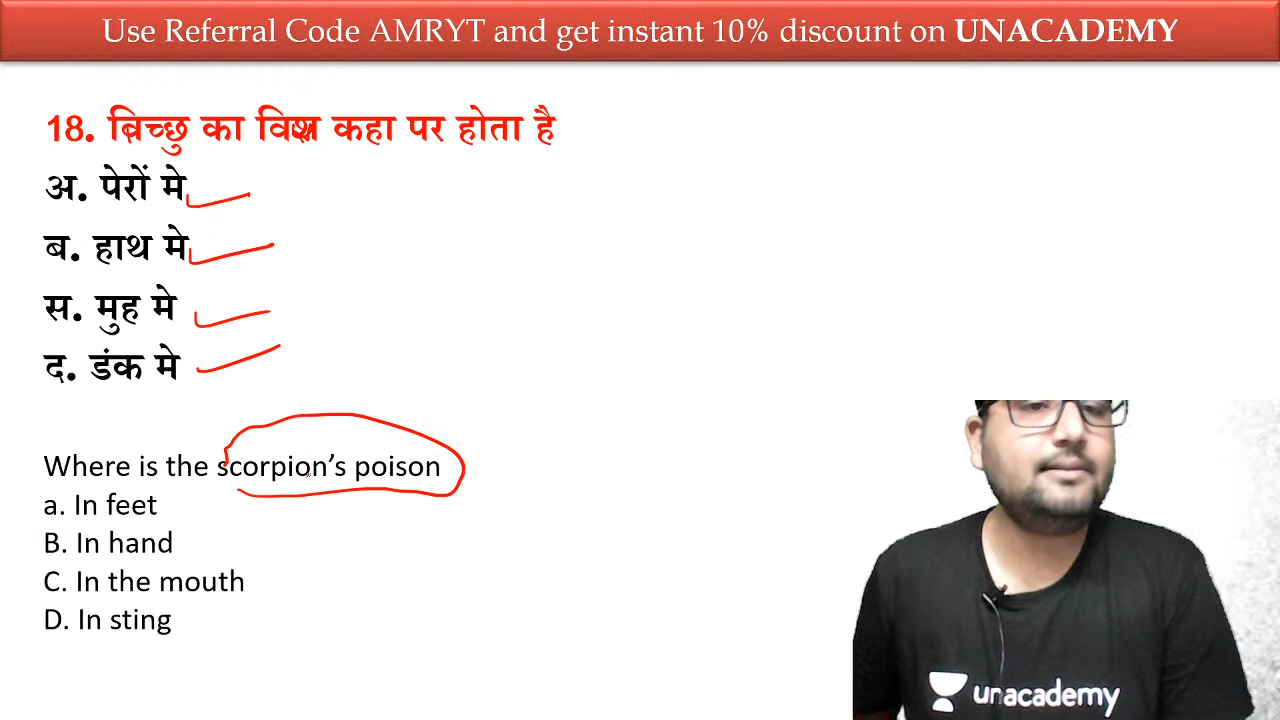 Use Referral Code AMRYT and get instant 10% discount on UNACADEMY
18. बिच्छु का कहा पर होता है
अ. पेरों मे
ब. हाथ मे
स. मुह मे
द. डंक मे
Where is the scorpion's poison
a. In feet
B. In hand
C. In the mouth
D. In sting
unacademy